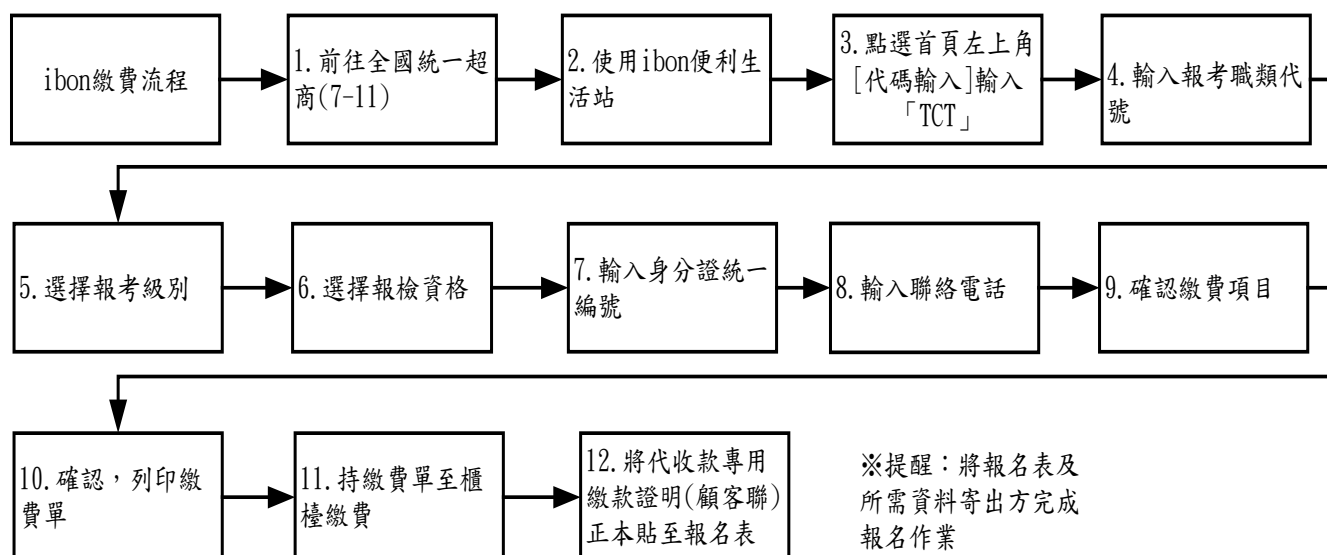 ibon繳費流程
1.前往全國統一超
商(7-11)
2.使用ibon便利生
活站
3.點選首頁左上角
[代碼輸入]輸入
「TCT」
4.輸入報考職類代
號
5.選擇報考級別
6.選擇報檢資格
7.輸入身分證統一
編號
8.輸入聯絡電話
9.確認繳費項目
10.確認，列印繳
費單
11.持繳費單至櫃
檯繳費
12.將代收款專用
繳款證明(顧客聯)
正本貼至報名表
※提醒：將報名表及
所需資料寄出方完成
報名作業